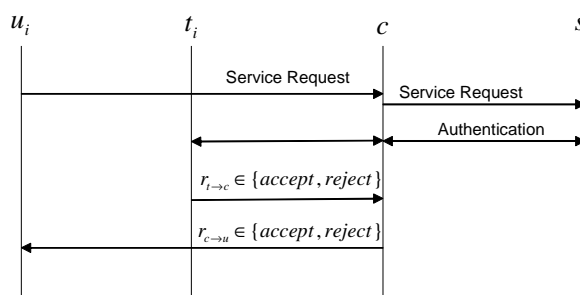 u_i t_i c s
Service Request
Service Request
Authentication
r_{t→c} ∈ {accept, reject}
r_{c→u} ∈ {accept, reject}